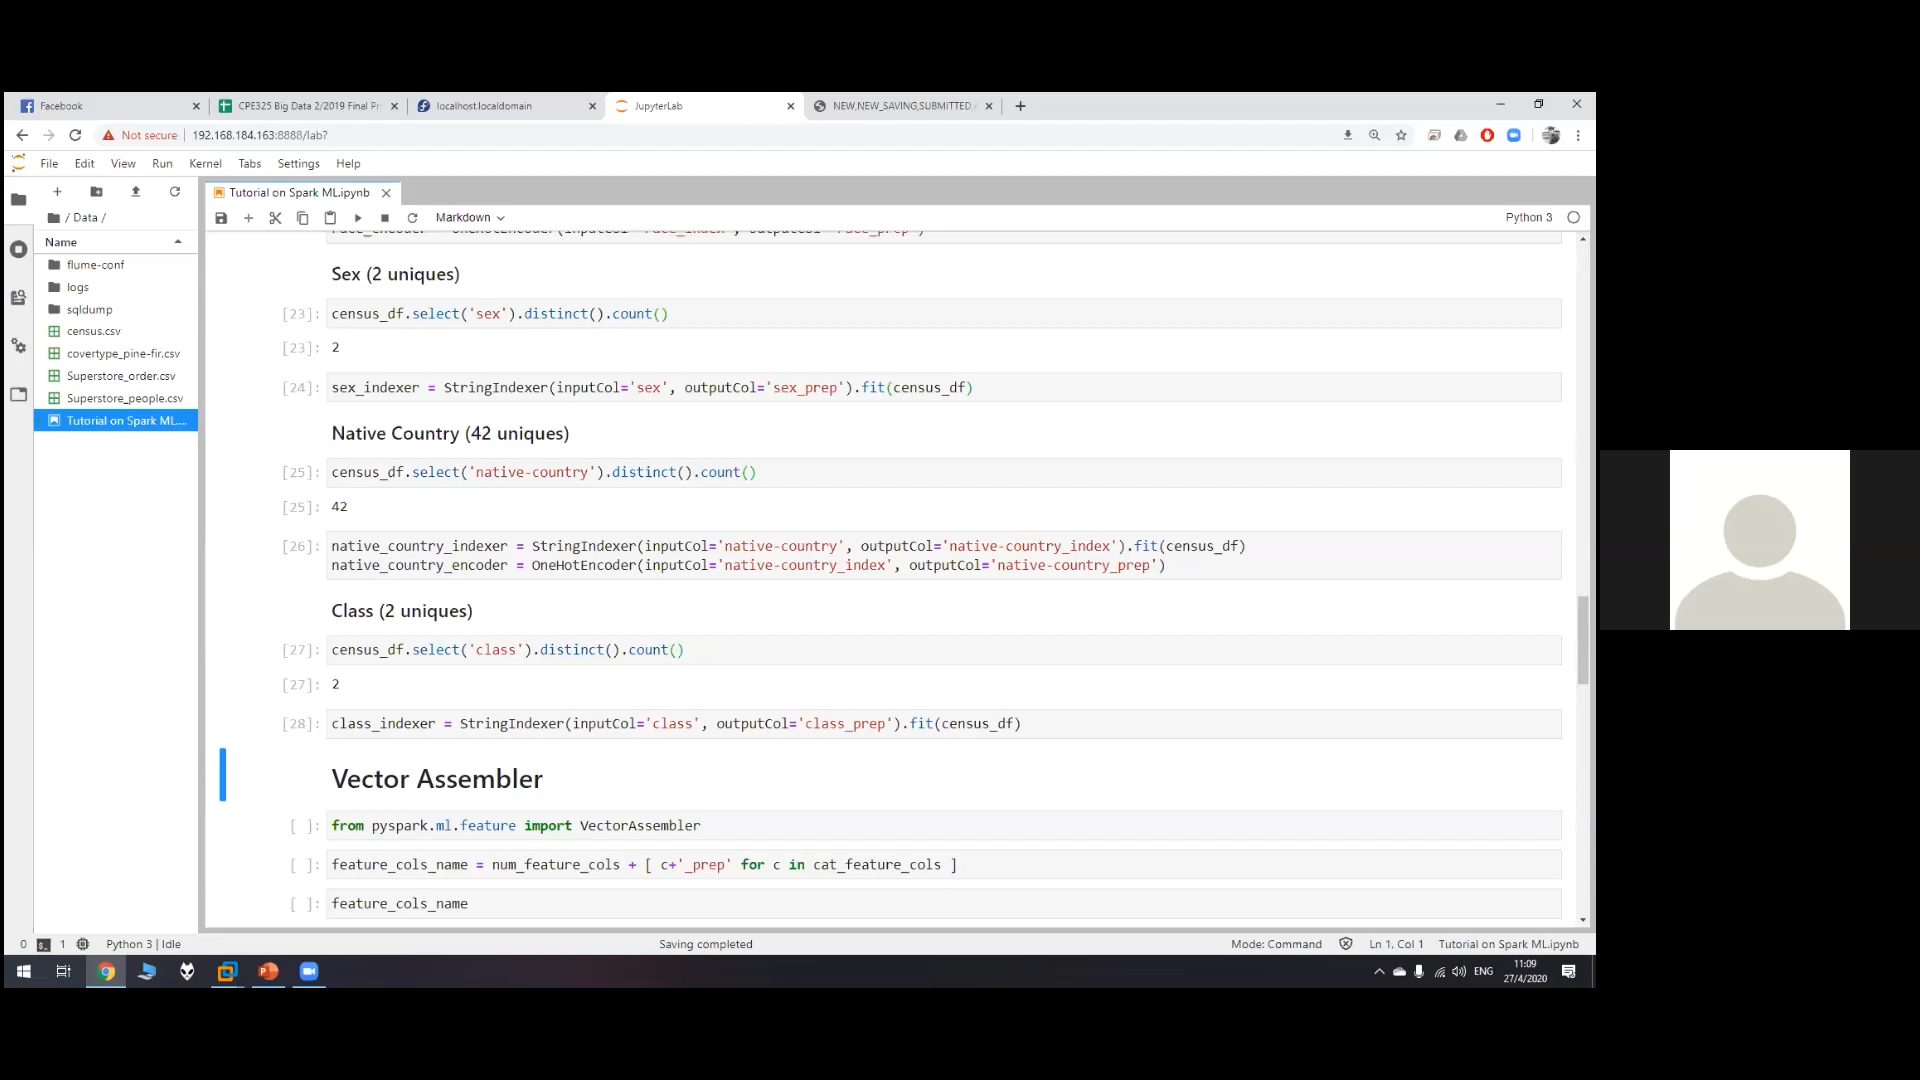 Facebook
CPE325 Big Data 2/2019 Final Pr
localhost.localdomain
JupyterLab
NEW,NEW_SAVING,SUBMITTED,
Not secure
192.168.184.163:8888/lab?
File Edit View Run Kernel Tabs Settings Help
Tutorial on Spark ML.ipynb
/ Data /
Markdown
Python 3
Name
flume-conf
logs
sqldump
census.csv
covertype_pine-fir.csv
Superstore_order.csv
Superstore_people.csv
Tutorial on Spark ML....
Sex (2 uniques)
[23]: census_df.select('sex').distinct().count()
[23]: 2
[24]: sex_indexer = StringIndexer(inputCol='sex', outputCol='sex_prep').fit(census_df)
Native Country (42 uniques)
[25]: census_df.select('native-country').distinct().count()
[25]: 42
[26]: native_country_indexer = StringIndexer(inputCol='native-country', outputCol='native-country_index').fit(census_df)
native_country_encoder = OneHotEncoder(inputCol='native-country_index', outputCol='native-country_prep')
Class (2 uniques)
[27]: census_df.select('class').distinct().count()
[27]: 2
[28]: class_indexer = StringIndexer(inputCol='class', outputCol='class_prep').fit(census_df)
Vector Assembler
[ ]: from pyspark.ml.feature import VectorAssembler
[ ]: feature_cols_name = num_feature_cols + [ c+'_prep' for c in cat_feature_cols ]
[ ]: feature_cols_name
0 1 Python 3 | Idle
Saving completed
Mode: Command
Ln 1, Col 1
Tutorial on Spark ML.ipynb
ENG
11:09
27/4/2020